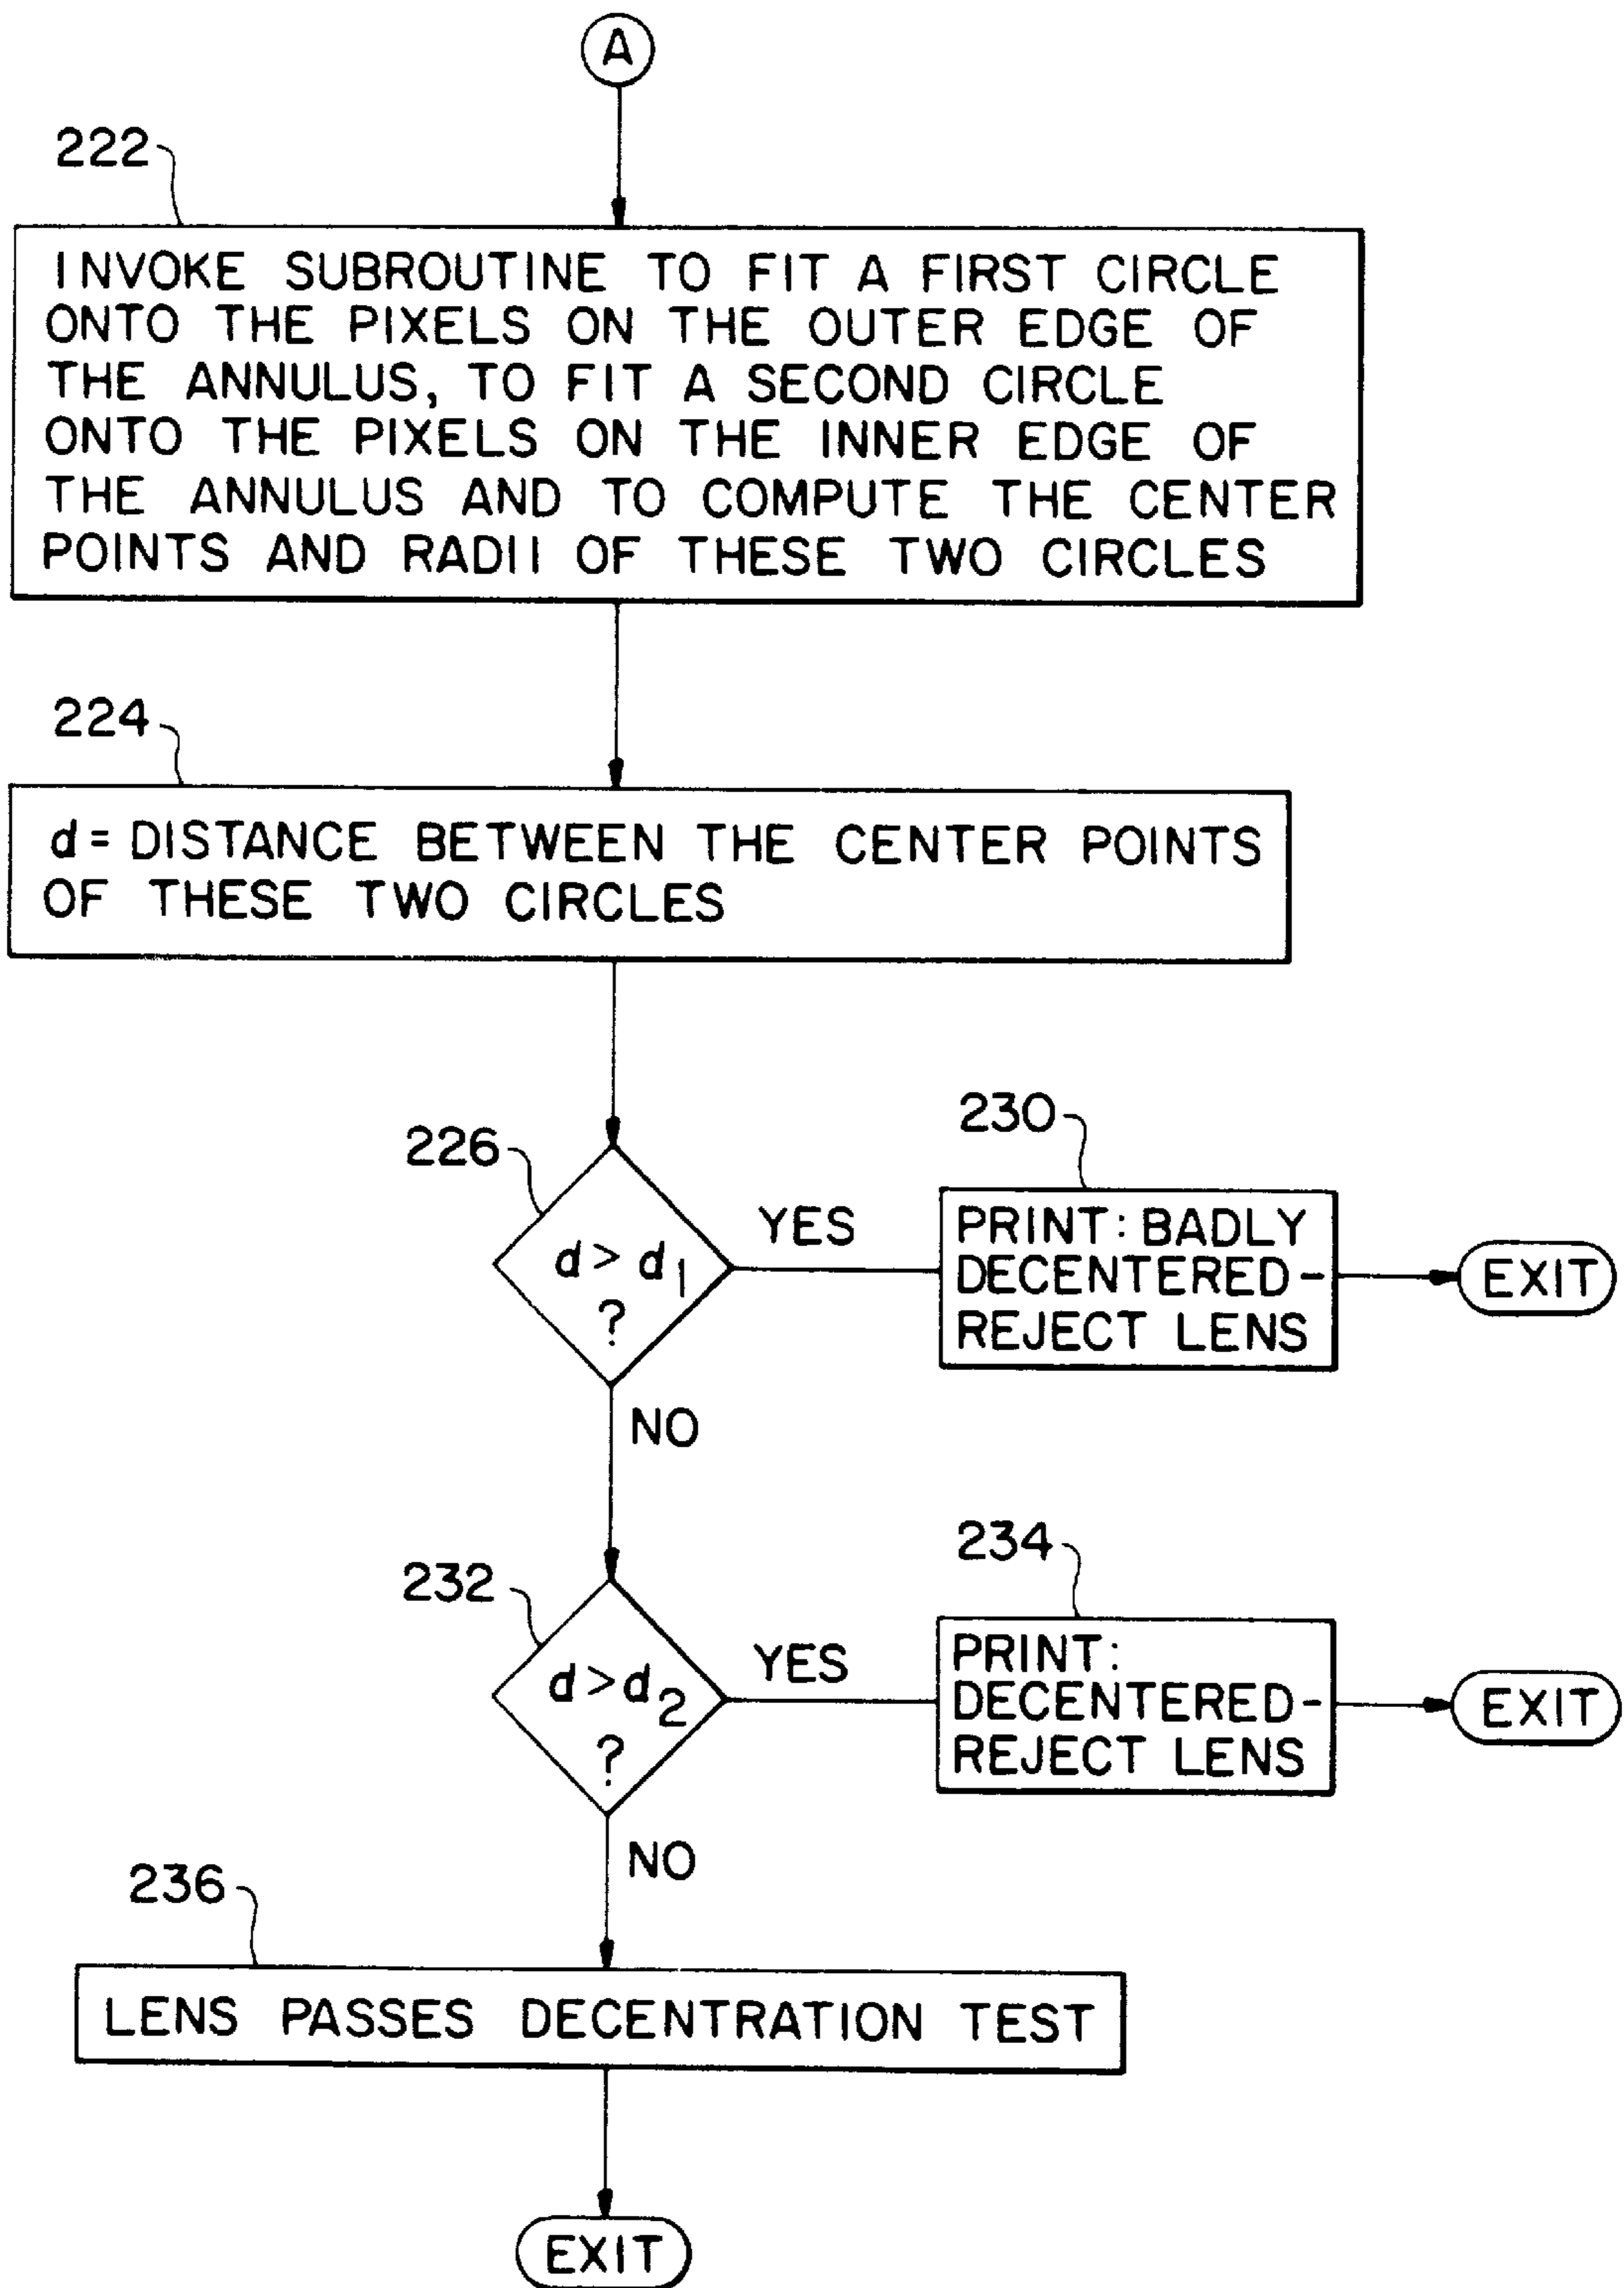 A
222
INVOKE SUBROUTINE TO FIT A FIRST CIRCLE
ONTO THE PIXELS ON THE OUTER EDGE OF
THE ANNULUS, TO FIT A SECOND CIRCLE
ONTO THE PIXELS ON THE INNER EDGE OF
THE ANNULUS AND TO COMPUTE THE CENTER
POINTS AND RADII OF THESE TWO CIRCLES
224
d = DISTANCE BETWEEN THE CENTER POINTS
OF THESE TWO CIRCLES
226
d > d1
?
YES
230
PRINT: BADLY
DECENTERED-
REJECT LENS
EXIT
NO
232
d > d2
?
YES
234
PRINT:
DECENTERED-
REJECT LENS
EXIT
NO
236
LENS PASSES DECENTRATION TEST
EXIT